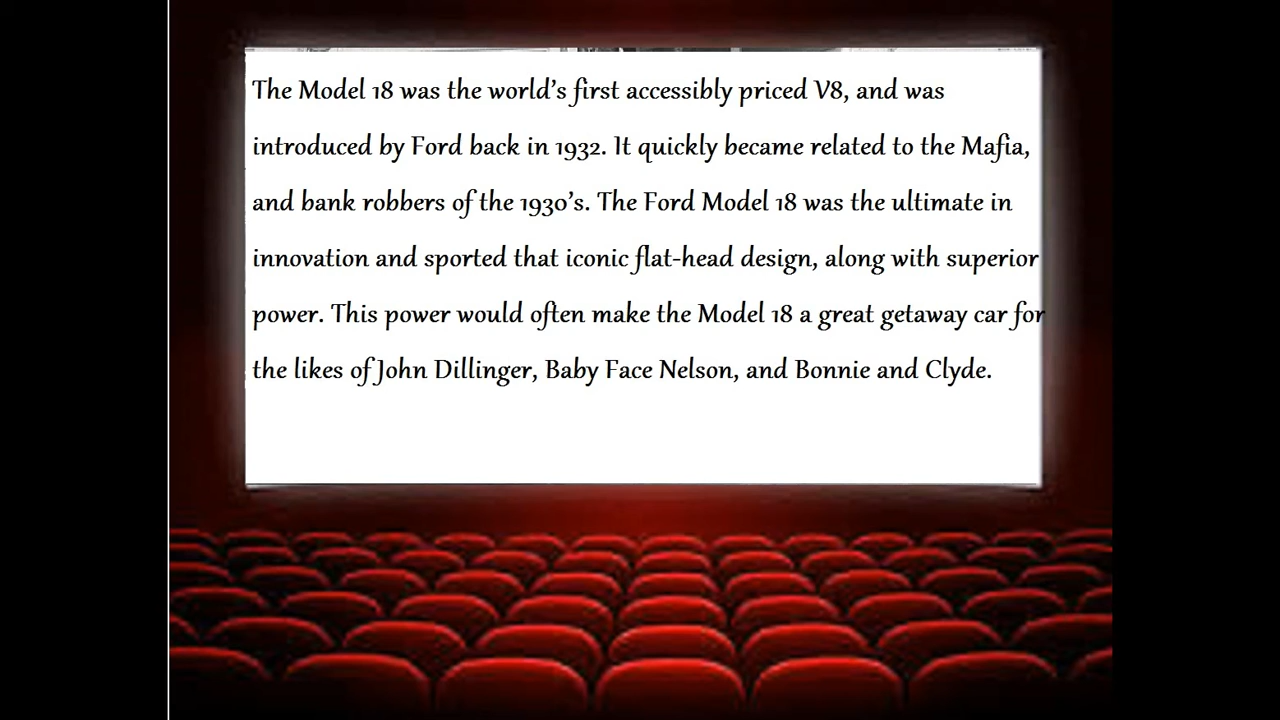 The Model 18 was the world’s first accessibly priced V8, and was
introduced by Ford back in 1932. It quickly became related to the Mafia,
and bank robbers of the 1930’s. The Ford Model 18 was the ultimate in
innovation and sported that iconic flat-head design, along with superior
power. This power would often make the Model 18 a great getaway car for
the likes of John Dillinger, Baby Face Nelson, and Bonnie and Clyde.